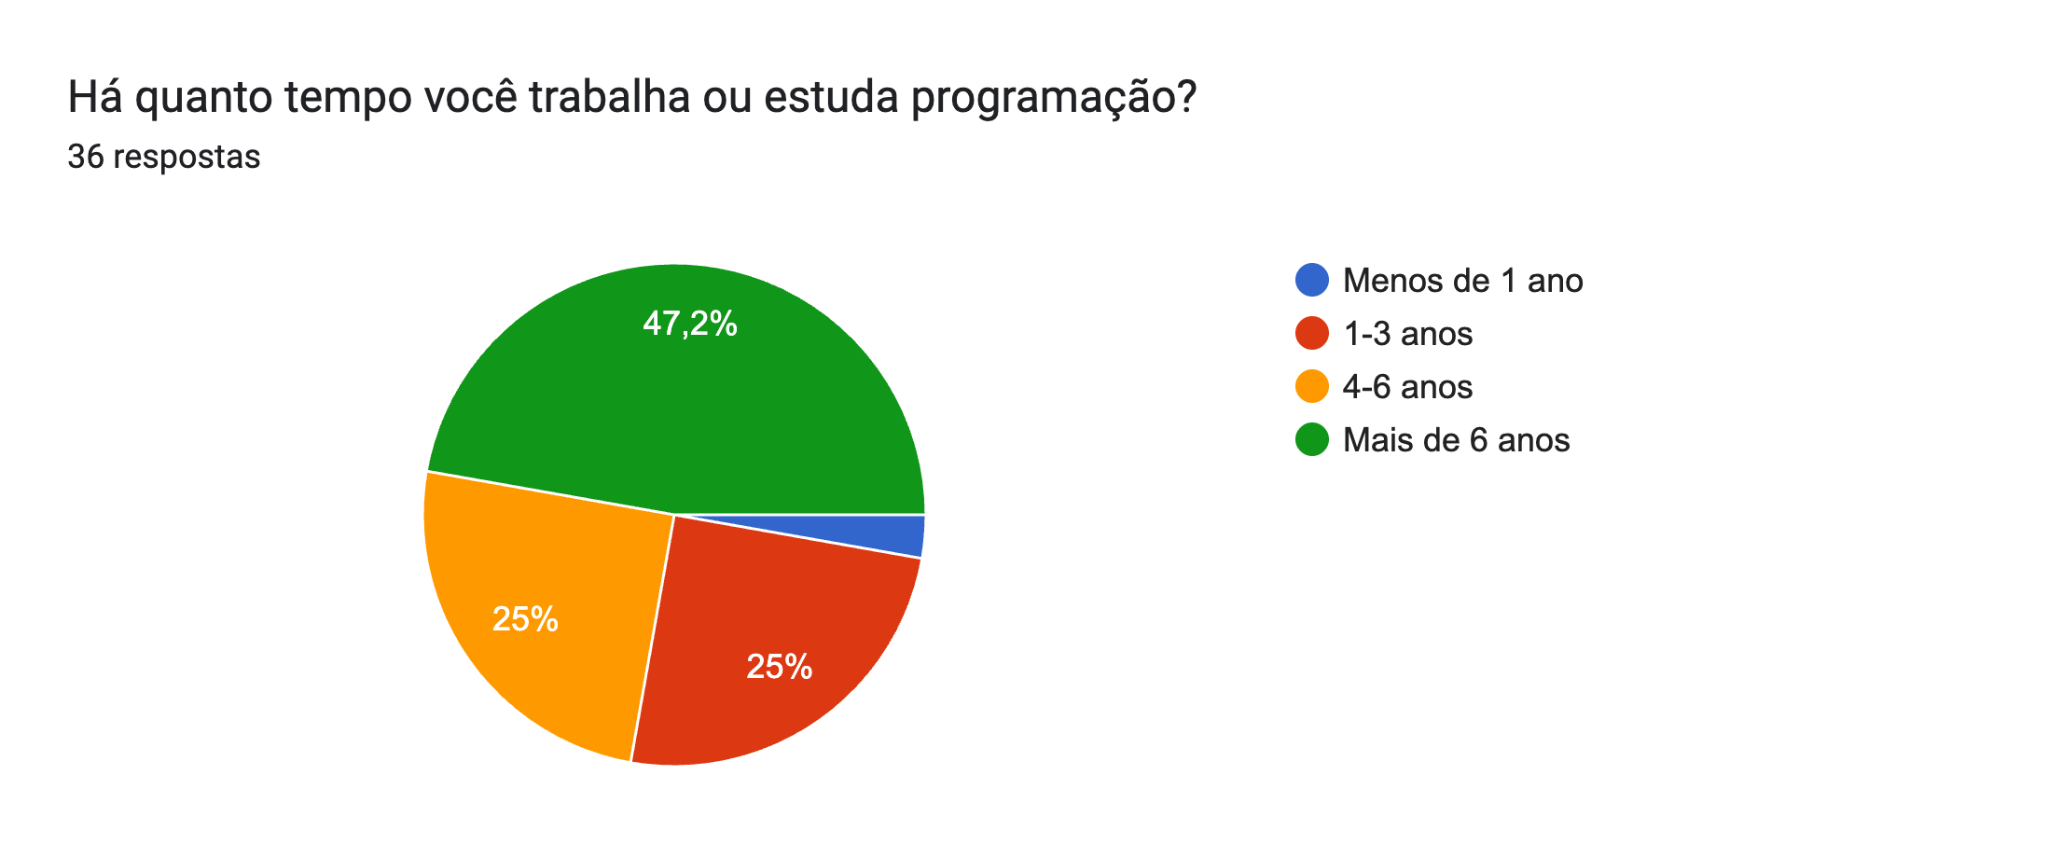 Há quanto tempo você trabalha ou estuda programação?
36 respostas
47,2%
25%
25%
Menos de 1 ano
1-3 anos
4-6 anos
Mais de 6 anos